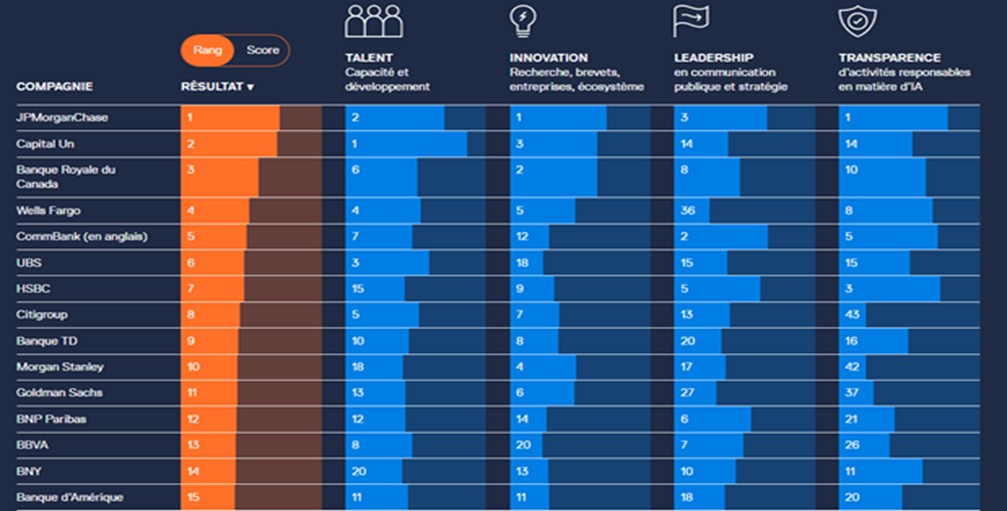 Rang Score
TALENT INNOVATION LEADERSHIP TRANSPARENCE
Capacité et Recherche, brevets, en communication d'activités responsables
COMPAGNIE RÉSULTAT ▾ développement entreprises, écosystème publique et stratégie en matière d'IA
JPMorganChase 1 2 1 3 1
Capital Un 2 1 3 14 14
Banque Royale du 3 6 2 8 10
Canada
Wells Fargo 4 4 5 36 8
CommBank (en anglais) 5 7 12 2 5
UBS 6 3 18 15 15
HSBC 7 15 9 5 3
Citigroup 8 5 7 13 43
Banque TD 9 10 8 20 16
Morgan Stanley 10 18 4 17 42
Goldman Sachs 11 13 6 27 37
BNP Paribas 12 12 14 6 21
BBVA 13 8 20 7 26
BNY 14 20 13 10 11
Banque d'Amérique 15 11 11 18 20